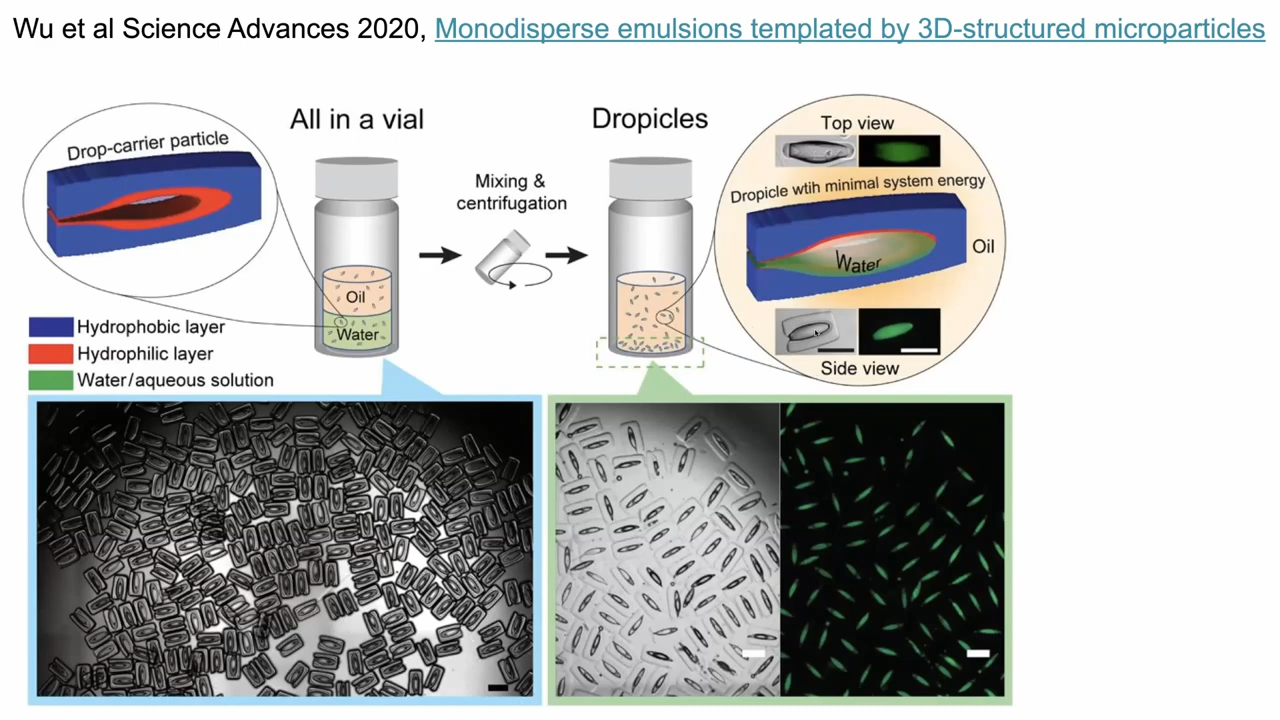 Wu et al Science Advances 2020, Monodisperse emulsions templated by 3D-structured microparticles
Drop-carrier particle
All in a vial
Oil
Water
Mixing &
centrifugation
Dropicles
Top view
Dropicle wtih minimal system energy
Water
Oil
Side view
Hydrophobic layer
Hydrophilic layer
Water/aqueous solution